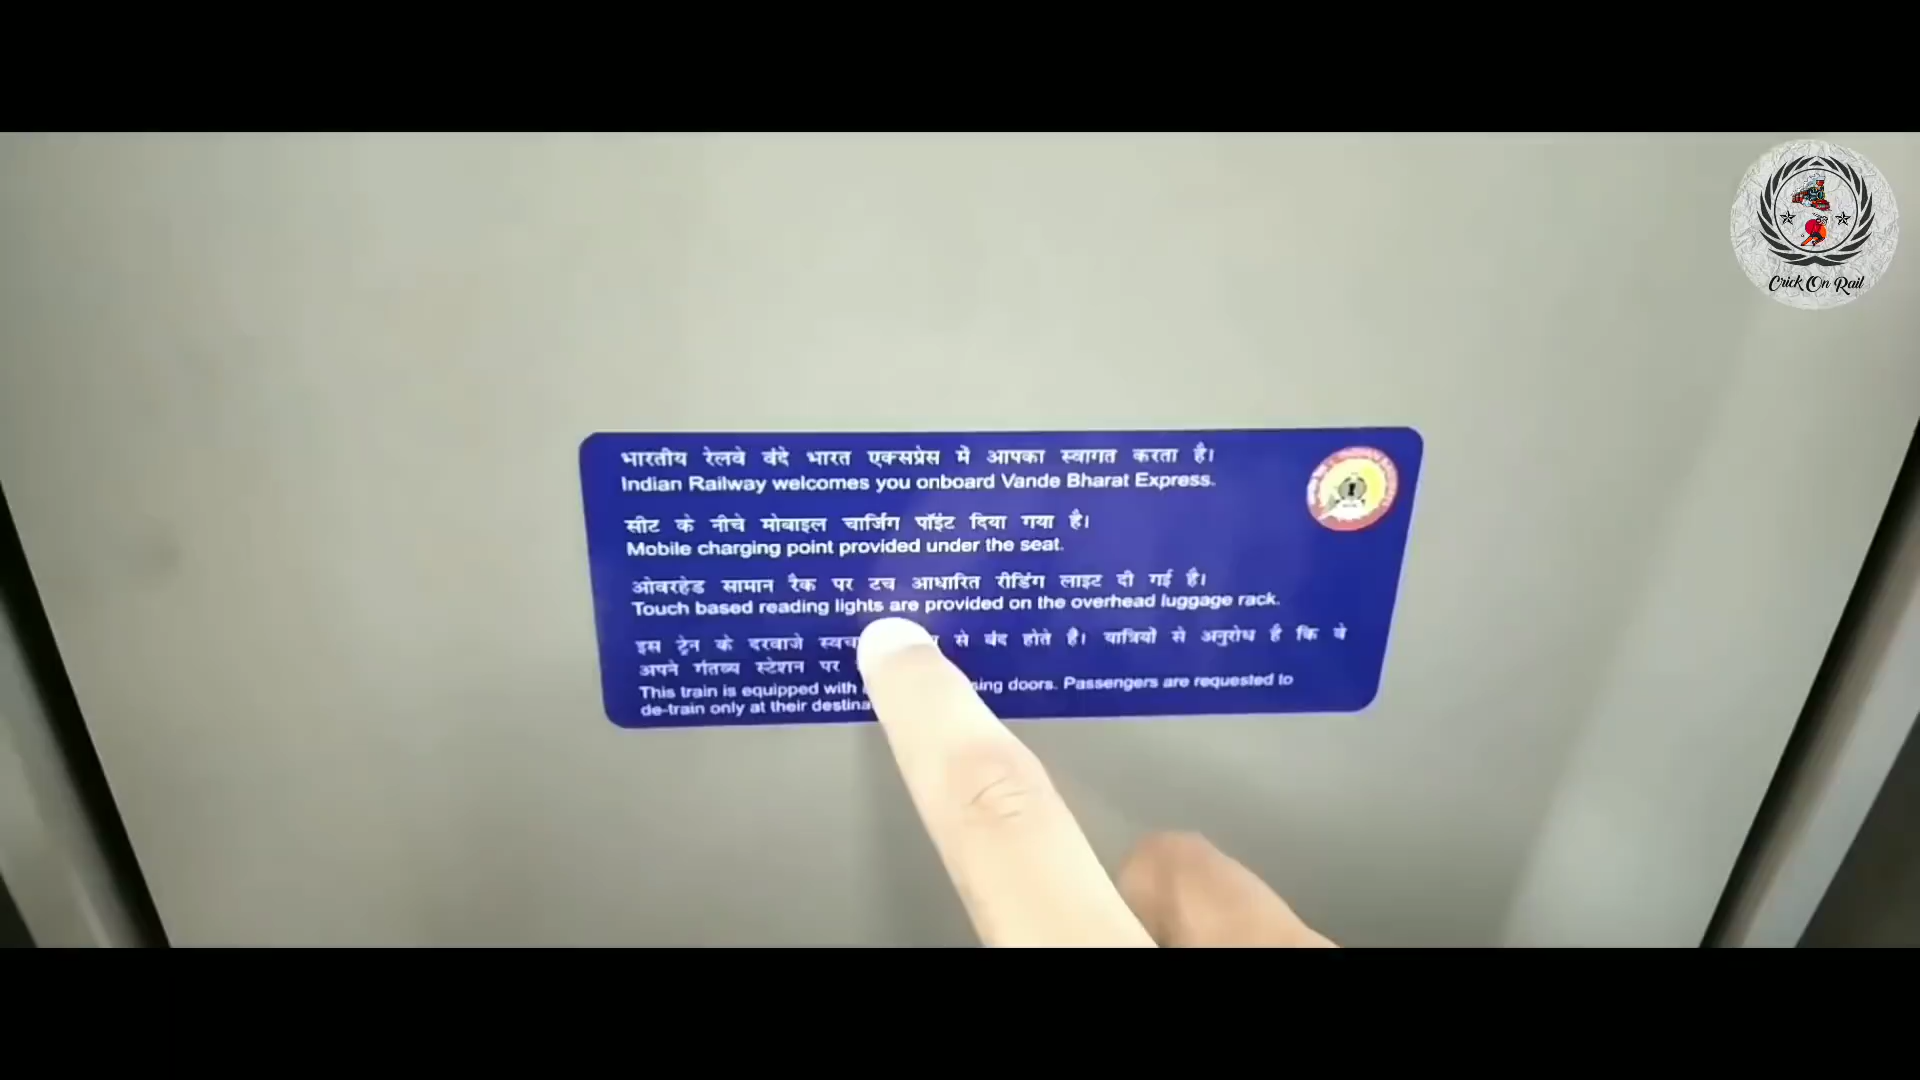 भारतीय रेलवे वंदे भारत एक्सप्रेस में आपका स्वागत करता है।
Indian Railway welcomes you onboard Vande Bharat Express.
सीट के नीचे मोबाइल चार्जिंग पॉइंट दिया गया है।
Mobile charging point provided under the seat.
ओवरहेड सामान रैक पर टच आधारित रीडिंग लाइट दी गई है।
Touch based reading lights are provided on the overhead luggage rack.
इस ट्रेन के दरवाजे से बंद होते हैं। यात्रियों से अनुरोध है कि वे
अपने गंतव्य स्टेशन पर
This train is equipped with doors. Passengers are requested to
de-train only at their
Crick On Rail